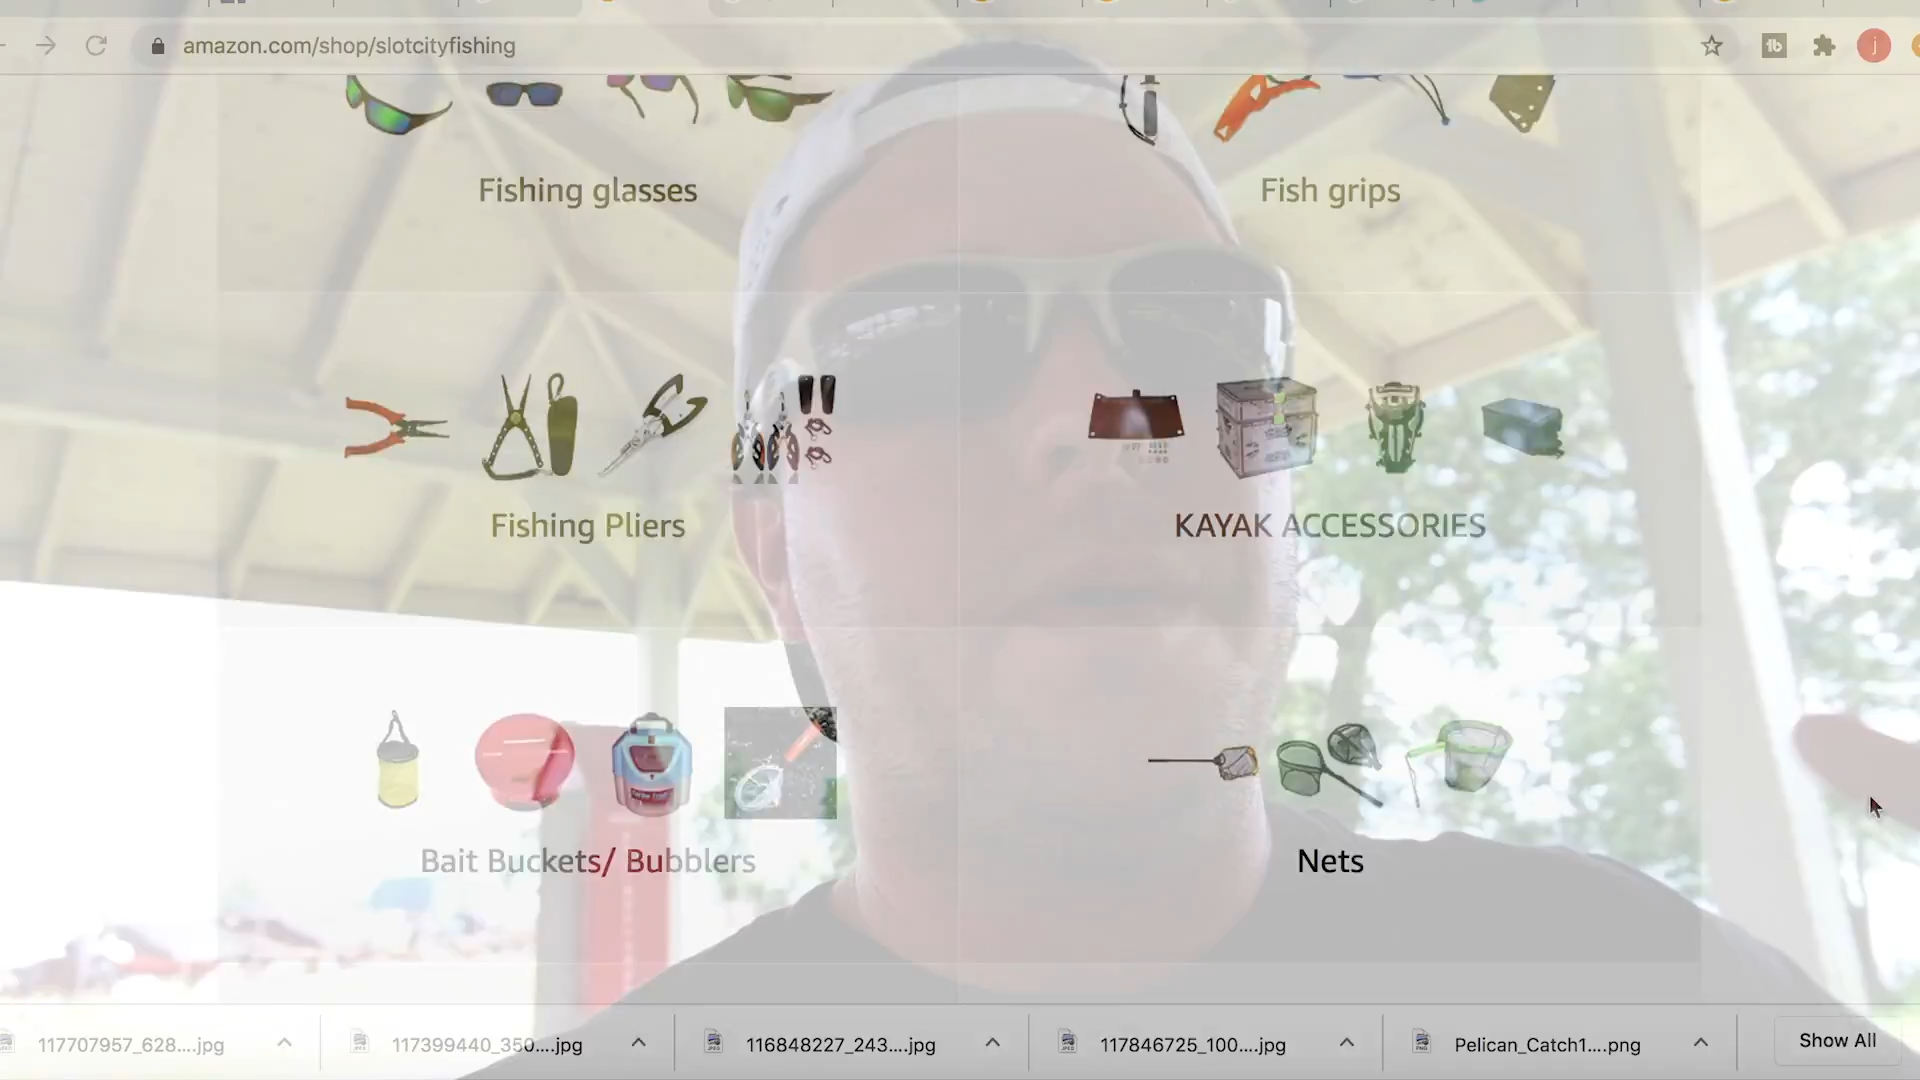 amazon.com/shop/slotcityfishing
Fishing glasses
Fish grips
Fishing Pliers
KAYAK ACCESSORIES
Bait Buckets/ Bubblers
Nets
117707957_628....jpg
117399440_350....jpg
116848227_243....jpg
117846725_100....jpg
Pelican_Catch1....png
Show All